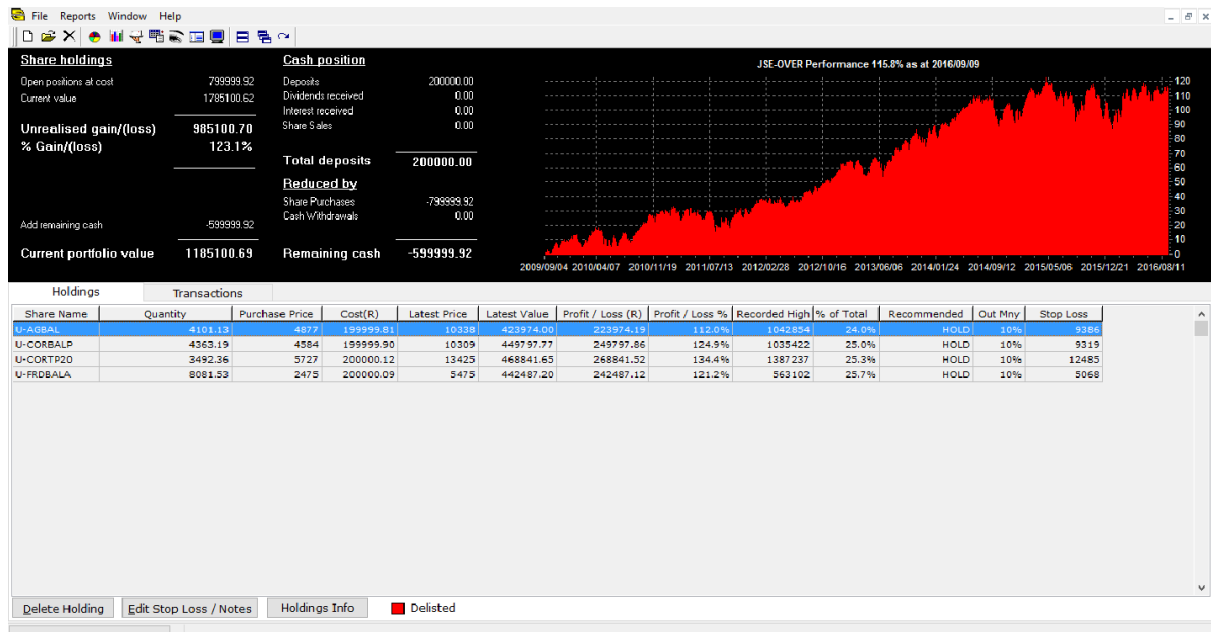 File Reports Window Help
Share holdings
Open positions at cost 799999.92
Current value 1785100.62
Unrealised gain/(loss) 985100.70
% Gain/(loss) 123.1%
Add remaining cash -599999.92
Current portfolio value 1185100.69
Cash position
Deposits 200000.00
Dividends received 0.00
Interest received 0.00
Share Sales 0.00
Total deposits 200000.00
Reduced by
Share Purchases -799999.92
Cash Withdrawals 0.00
Remaining cash -599999.92
JSE-OVER Performance 115.8% as at 2016/09/09
120
110
100
90
80
70
60
50
40
30
20
10
0
2009/09/04 2010/04/07 2010/11/19 2011/07/13 2012/02/28 2012/10/16 2013/06/06 2014/01/24 2014/09/12 2015/05/06 2015/12/21 2016/08/11
Holdings Transactions
Share Name Quantity Purchase Price Cost(R) Latest Price Latest Value Profit / Loss (R) Profit / Loss % Recorded High % of Total Recommended Out Mny Stop Loss
U-AGBAL 4101.13 4877 199999.81 10338 423974.00 223974.19 112.0% 1042854 24.0% HOLD 10% 9386
U-CORBALP 4363.19 4584 199999.90 10309 449797.77 249797.86 124.9% 1035422 25.0% HOLD 10% 9319
U-CORTP20 3492.36 5727 200000.12 13425 468841.65 268841.52 134.4% 1387237 25.3% HOLD 10% 12485
U-FRDBALA 8081.53 2475 200000.09 5475 442487.20 242487.12 121.2% 563102 25.7% HOLD 10% 5068
Delete Holding Edit Stop Loss / Notes Holdings Info Delisted